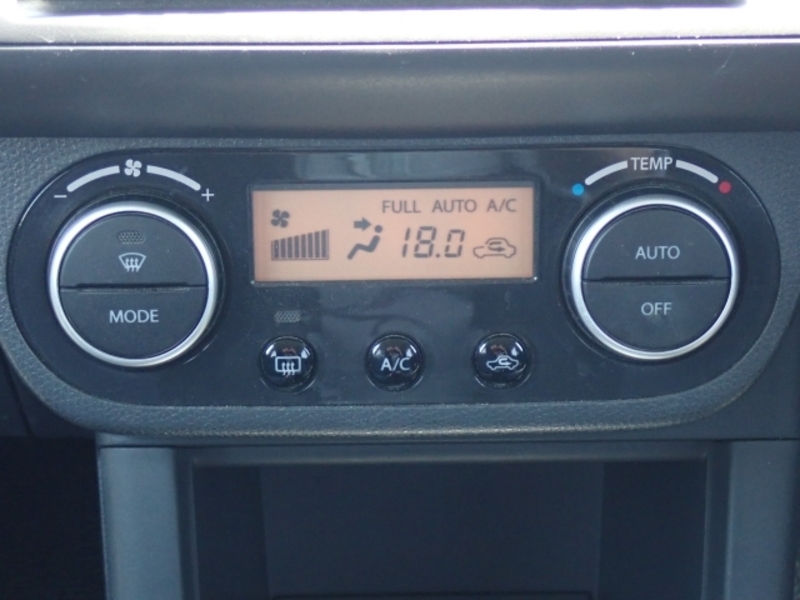 TEMP
- +
FULL AUTO A/C
18.0
AUTO
MODE
OFF
A/C